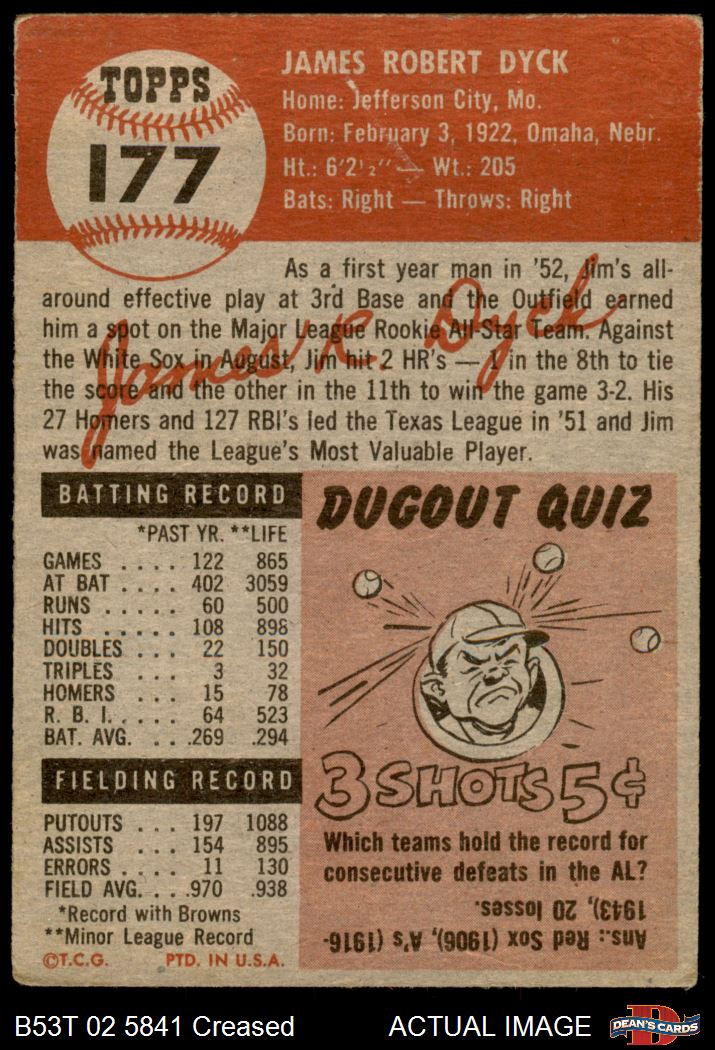 TOPPS
177
JAMES ROBERT DYCK
Home: Jefferson City, Mo.
Born: February 3, 1922, Omaha, Nebr.
Ht.: 6'2½" — Wt.: 205
Bats: Right — Throws: Right
As a first year man in '52, Jim's all-
around effective play at 3rd Base and the Outfield earned
him a spot on the Major League Rookie All-Star Team. Against
the White Sox in August, Jim hit 2 HR's — 1 in the 8th to tie
the score and the other in the 11th to win the game 3-2. His
27 Homers and 127 RBI's led the Texas League in '51 and Jim
was named the League's Most Valuable Player.
James R Dyck
BATTING RECORD
*PAST YR. **LIFE
GAMES .... 122 865
AT BAT .... 402 3059
RUNS ..... 60 500
HITS ..... 108 898
DOUBLES ... 22 150
TRIPLES ... 3 32
HOMERS ... 15 78
R. B. I. .... 64 523
BAT. AVG. ... .269 .294
FIELDING RECORD
PUTOUTS ... 197 1088
ASSISTS ... 154 895
ERRORS .... 11 130
FIELD AVG. ... .970 .938
*Record with Browns
**Minor League Record
©T.C.G. PTD. IN U.S.A.
DUGOUT QUIZ
3 SHOTS 5¢
Which teams hold the record for
consecutive defeats in the AL?
Ans.: Red Sox (1906), A's (1916-
1943), 20 losses.
B53T 02 5841 Creased
ACTUAL IMAGE
DEAN'S CARDS